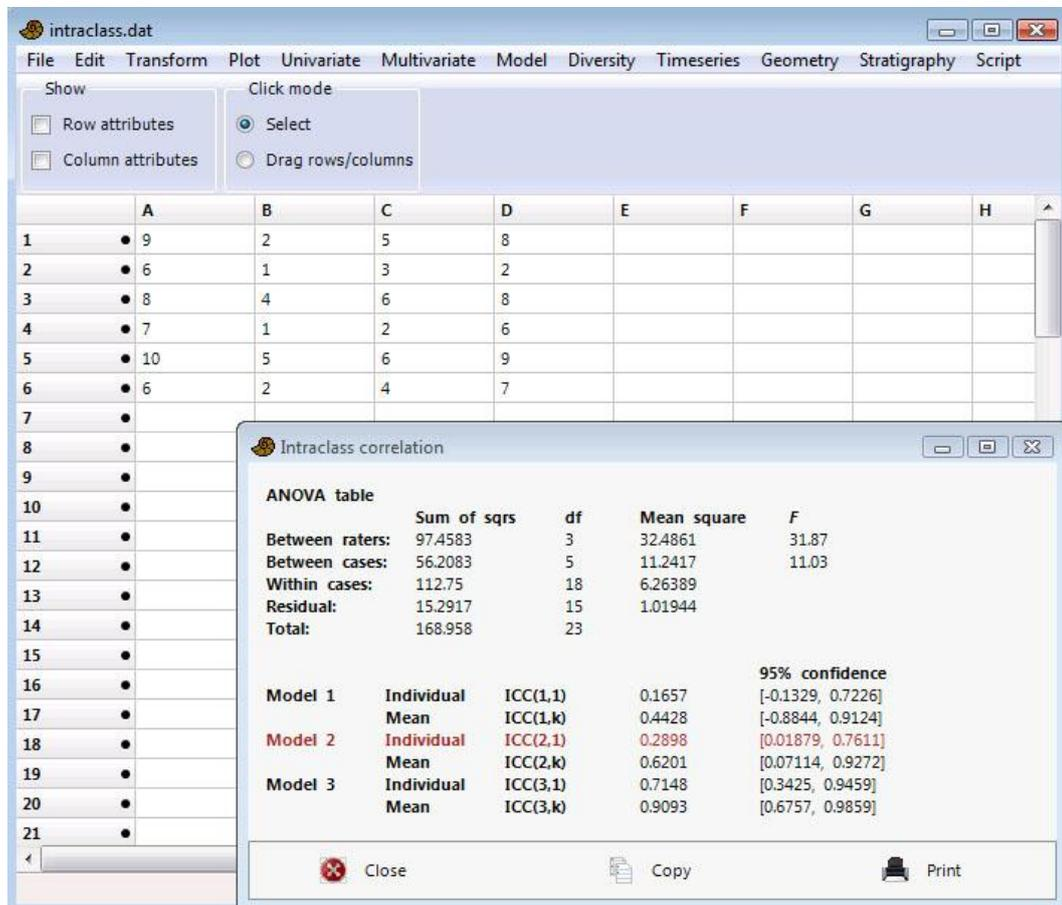 intraclass.dat
File Edit Transform Plot Univariate Multivariate Model Diversity Timeseries Geometry Stratigraphy Script
Show Click mode
Row attributes Select
Column attributes Drag rows/columns
A B C D E F G H
1 9 2 5 8
2 6 1 3 2
3 8 4 6 8
4 7 1 2 6
5 10 5 6 9
6 6 2 4 7
7
8
9
10
11
12
13
14
15
16
17
18
19
20
21
Intraclass correlation
ANOVA table
Sum of sqrs df Mean square F
Between raters: 97.4583 3 32.4861 31.87
Between cases: 56.2083 5 11.2417 11.03
Within cases: 112.75 18 6.26389
Residual: 15.2917 15 1.01944
Total: 168.958 23
95% confidence
Model 1 Individual ICC(1,1) 0.1657 [-0.1329, 0.7226]
Mean ICC(1,k) 0.4428 [-0.8844, 0.9124]
Model 2 Individual ICC(2,1) 0.2898 [0.01879, 0.7611]
Mean ICC(2,k) 0.6201 [0.07114, 0.9272]
Model 3 Individual ICC(3,1) 0.7148 [0.3425, 0.9459]
Mean ICC(3,k) 0.9093 [0.6757, 0.9859]
Close Copy Print